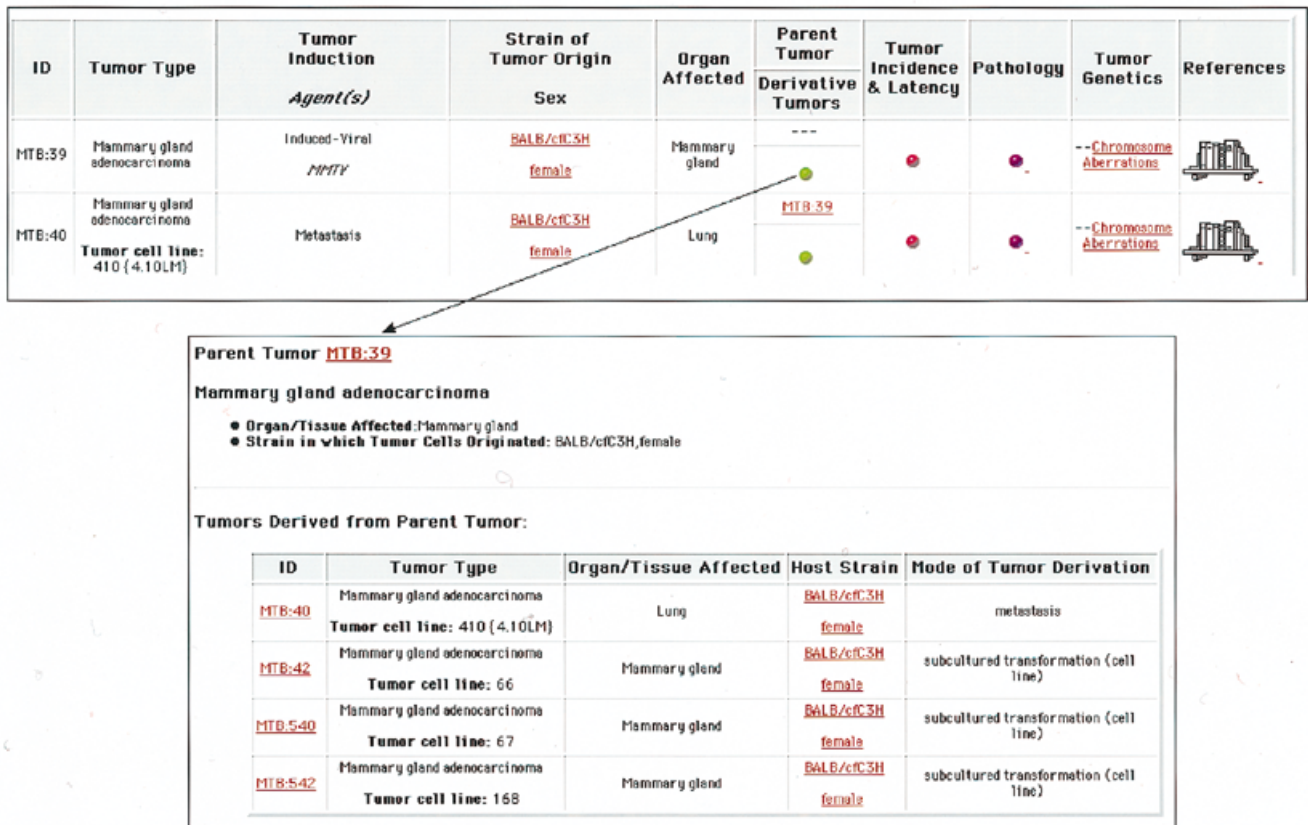 ID
Tumor Type
Tumor Induction
Agent(s)
Strain of Tumor Origin
Sex
Organ Affected
Parent Tumor
Derivative Tumors
Tumor Incidence & Latency
Pathology
Tumor Genetics
References
MTB:39
Mammary gland
adenocarcinoma
Induced-Viral
MMTV
BALB/cfC3H
female
Mammary
gland
---
--Chromosome
Aberrations
MTB:40
Mammary gland
adenocarcinoma
Tumor cell line:
410 (4.10LM)
Metastasis
BALB/cfC3H
female
Lung
MTB:39
--Chromosome
Aberrations
Parent Tumor MTB:39
Mammary gland adenocarcinoma
● Organ/Tissue Affected:Mammary gland
● Strain in which Tumor Cells Originated: BALB/cfC3H,female
Tumors Derived from Parent Tumor:
ID
Tumor Type
Organ/Tissue Affected
Host Strain
Mode of Tumor Derivation
MTB:40
Mammary gland adenocarcinoma
Tumor cell line: 410 (4.10LM)
Lung
BALB/cfC3H
female
metastasis
MTB:42
Mammary gland adenocarcinoma
Tumor cell line: 66
Mammary gland
BALB/cfC3H
female
subcultured transformation (cell
line)
MTB:540
Mammary gland adenocarcinoma
Tumor cell line: 67
Mammary gland
BALB/cfC3H
female
subcultured transformation (cell
line)
MTB:542
Mammary gland adenocarcinoma
Tumor cell line: 168
Mammary gland
BALB/cfC3H
female
subcultured transformation (cell
line)